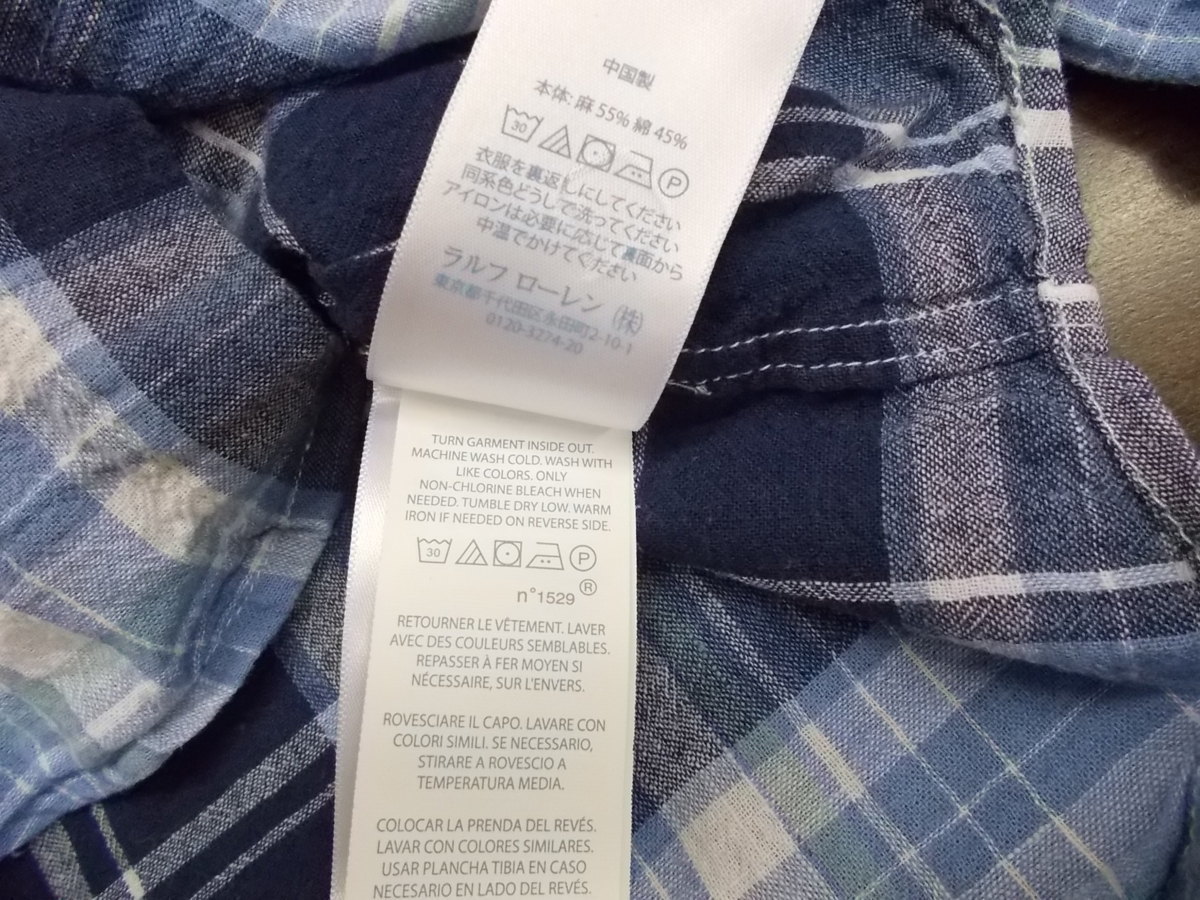 中国製
本体: 麻 55% 綿 45%
30 P
衣服を裏返しにしてください
同系色どうしで洗ってください
アイロンは必要に応じて裏面から
中温でかけてください
ラルフ ローレン ㈱
東京都千代田区永田町2-10-1
0120-3274-20
TURN GARMENT INSIDE OUT.
MACHINE WASH COLD. WASH WITH
LIKE COLORS. ONLY
NON-CHLORINE BLEACH WHEN
NEEDED. TUMBLE DRY LOW. WARM
IRON IF NEEDED ON REVERSE SIDE.
30 P
n°1529 ®
RETOURNER LE VÊTEMENT. LAVER
AVEC DES COULEURS SEMBLABLES.
REPASSER À FER MOYEN SI
NÉCESSAIRE, SUR L'ENVERS.
ROVESCIARE IL CAPO. LAVARE CON
COLORI SIMILI. SE NECESSARIO,
STIRARE A ROVESCIO A
TEMPERATURA MEDIA.
COLOCAR LA PRENDA DEL REVÉS.
LAVAR CON COLORES SIMILARES.
USAR PLANCHA TIBIA EN CASO
NECESARIO EN LADO DEL REVÉS.